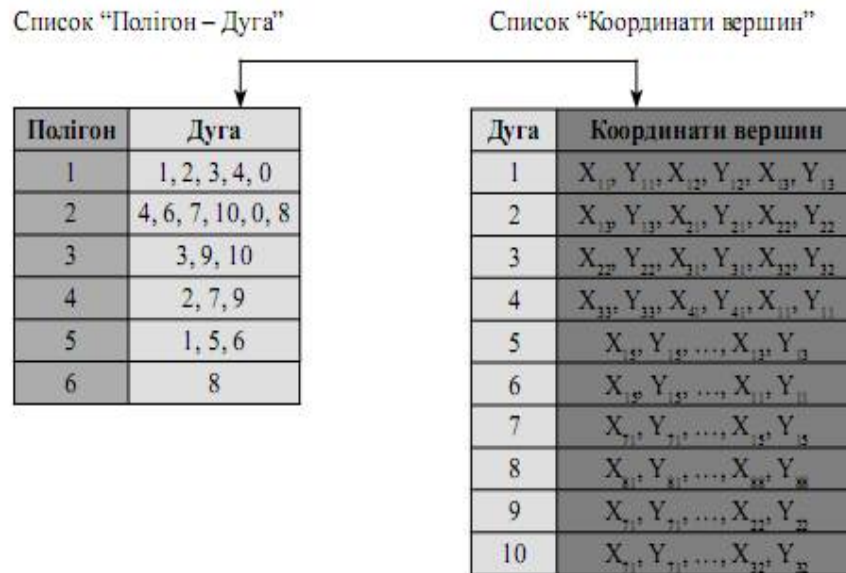 Список “Полігон – Дуга”
Список “Координати вершин”
Полігон Дуга
1 1, 2, 3, 4, 0
2 4, 6, 7, 10, 0, 8
3 3, 9, 10
4 2, 7, 9
5 1, 5, 6
6 8
Дуга Координати вершин
1 X₁₁, Y₁₁, X₁₂, Y₁₂, X₁₃, Y₁₃
2 X₁₃, Y₁₃, X₂₁, Y₂₁, X₂₂, Y₂₂
3 X₂₂, Y₂₂, X₃₁, Y₃₁, X₃₂, Y₃₂
4 X₃₃, Y₃₃, X₄₁, Y₄₁, X₁₁, Y₁₁
5 X₁₅, Y₁₅, ..., X₁₃, Y₁₃
6 X₁₅, Y₁₅, ..., X₁₁, Y₁₁
7 X₇₁, Y₇₁, ..., X₁₅, Y₁₅
8 X₈₁, Y₈₁, ..., X₈₈, Y₈₈
9 X₇₁, Y₇₁, ..., X₂₂, Y₂₂
10 X₇₁, Y₇₁, ..., X₃₂, Y₃₂